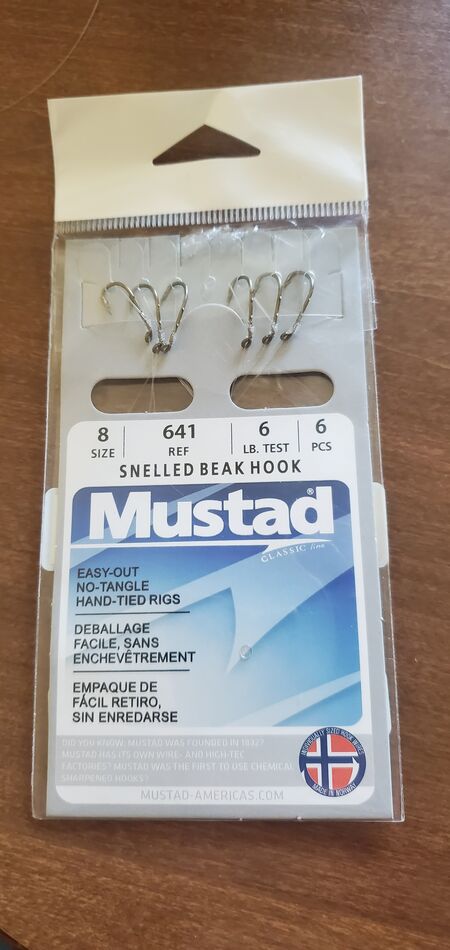 8 641 6 6
SIZE REF LB. TEST PCS
SNELLED BEAK HOOK
Mustad®
CLASSIC line
EASY-OUT
NO-TANGLE
HAND-TIED RIGS
DEBALLAGE
FACILE, SANS
ENCHEVÊTREMENT
EMPAQUE DE
FÁCIL RETIRO,
SIN ENREDARSE
DID YOU KNOW: MUSTAD WAS FOUNDED IN 1832?
MUSTAD HAS ITS OWN WIRE- AND HIGH-TEC
FACTORIES? MUSTAD WAS THE FIRST TO USE CHEMICAL
SHARPENED HOOKS?
MUSTAD-AMERICAS.COM
MADE IN NORWAY